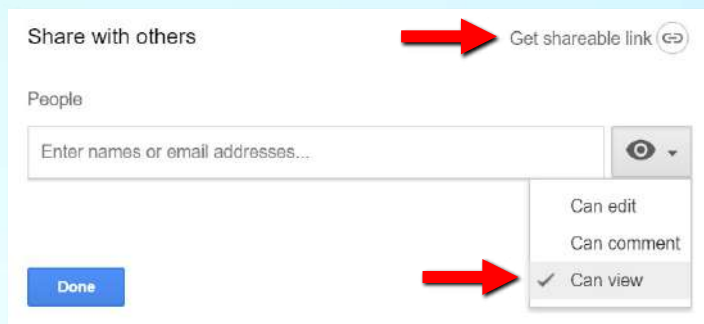 Share with others
Get shareable link
People
Enter names or email addresses...
Can edit
Can comment
Can view
Done